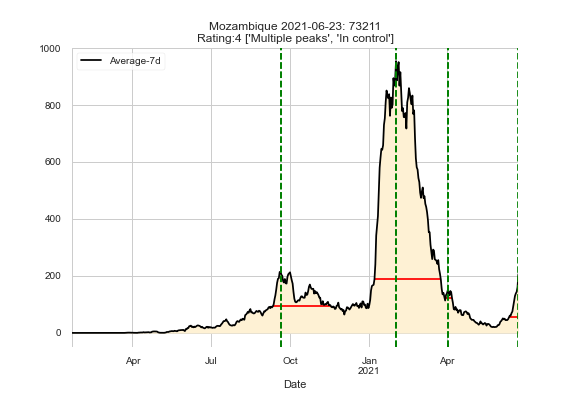 Mozambique 2021-06-23: 73211
Rating:4 ['Multiple peaks', 'In control']
1000
Average-7d
800
600
400
200
0
Apr Jul Oct Jan Apr
2021
Date